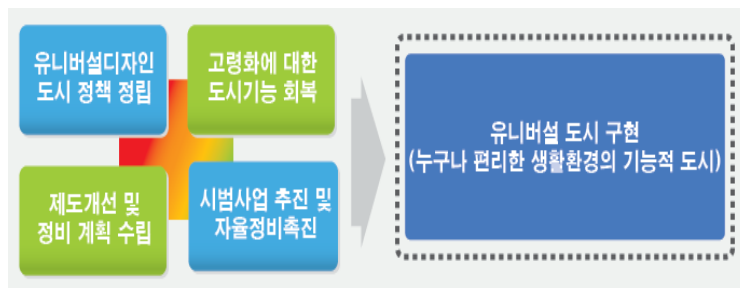 유니버설디자인
도시 정책 정립
고령화에 대한
도시기능 회복
제도개선 및
정비 계획 수립
시범사업 추진 및
자율정비촉진
유니버설 도시 구현
(누구나 편리한 생활환경의 기능적 도시)